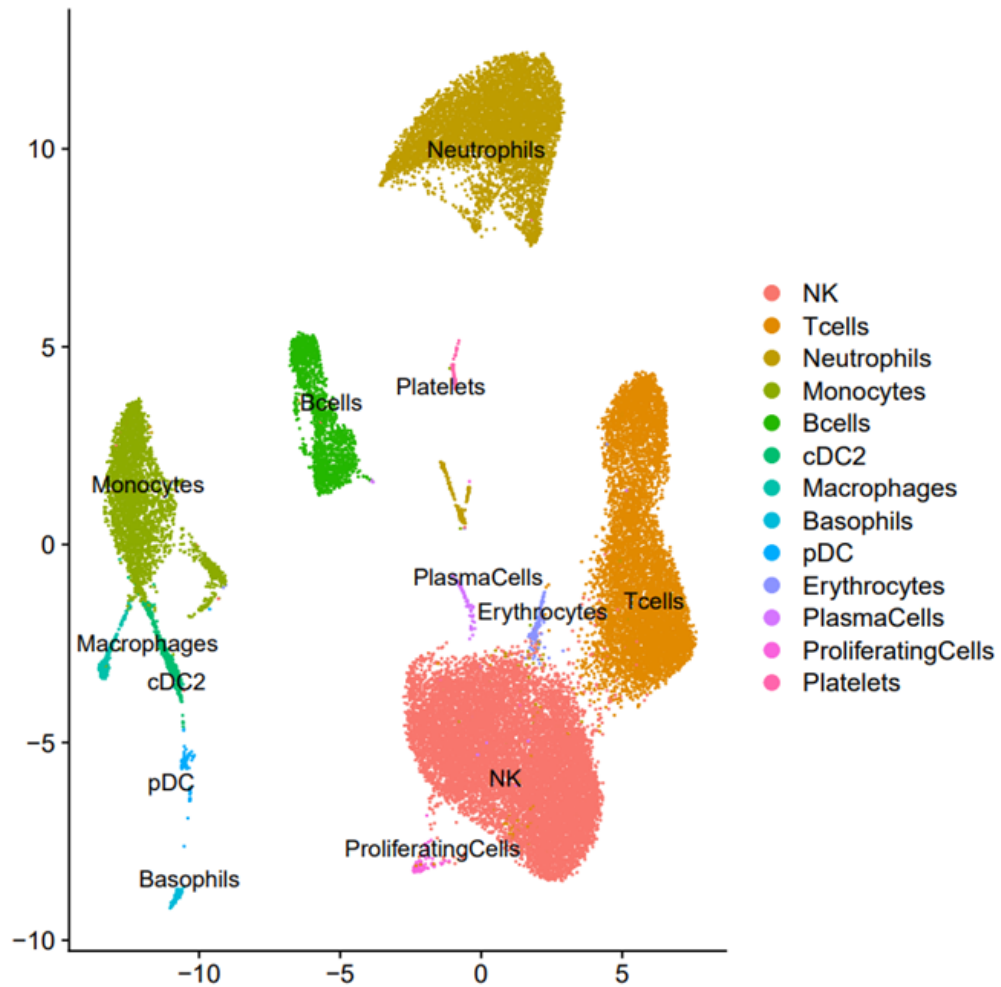 10
5
0
−5
−10
−10
−5
0
5
Neutrophils
Platelets
Bcells
Monocytes
PlasmaCells
Erythrocytes
Tcells
Macrophages
cDC2
pDC
NK
ProliferatingCells
Basophils
NK
Tcells
Neutrophils
Monocytes
Bcells
cDC2
Macrophages
Basophils
pDC
Erythrocytes
PlasmaCells
ProliferatingCells
Platelets